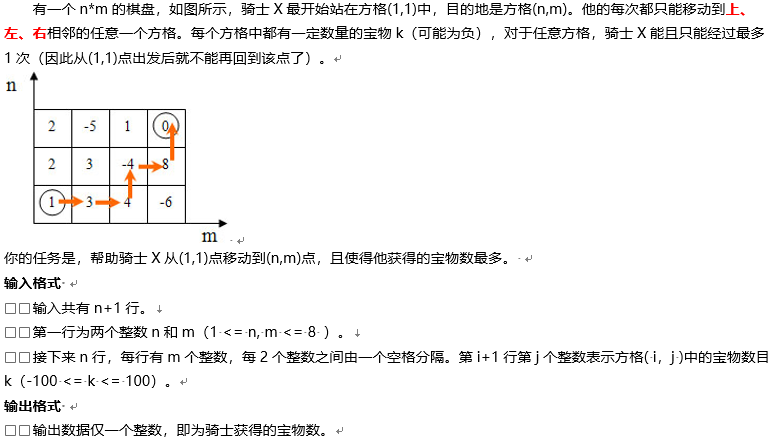 有一个 n*m 的棋盘，如图所示，骑士 X 最开始站在方格(1,1)中，目的地是方格(n,m)。他的每次都只能移动到上、
左、右相邻的任意一个方格。每个方格中都有一定数量的宝物 k（可能为负），对于任意方格，骑士 X 能且只能经过最多
1 次（因此从(1,1)点出发后就不能再回到该点了）。
n
2 -5 1 0
2 3 -4 8
1 3 4 -6
m
你的任务是，帮助骑士 X 从(1,1)点移动到(n,m)点，且使得他获得的宝物数最多。
输入格式
□□输入共有 n+1 行。
□□第一行为两个整数 n 和 m（1 <= n, m <= 8 ）。
□□接下来 n 行，每行有 m 个整数，每 2 个整数之间由一个空格分隔。第 i+1 行第 j 个整数表示方格( i，j )中的宝物数目
k（-100 <= k <= 100）。
输出格式
□□输出数据仅一个整数，即为骑士获得的宝物数。